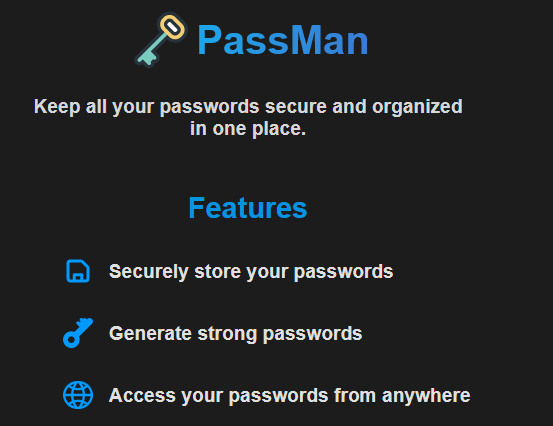 PassMan
Keep all your passwords secure and organized
in one place.
Features
Securely store your passwords
Generate strong passwords
Access your passwords from anywhere